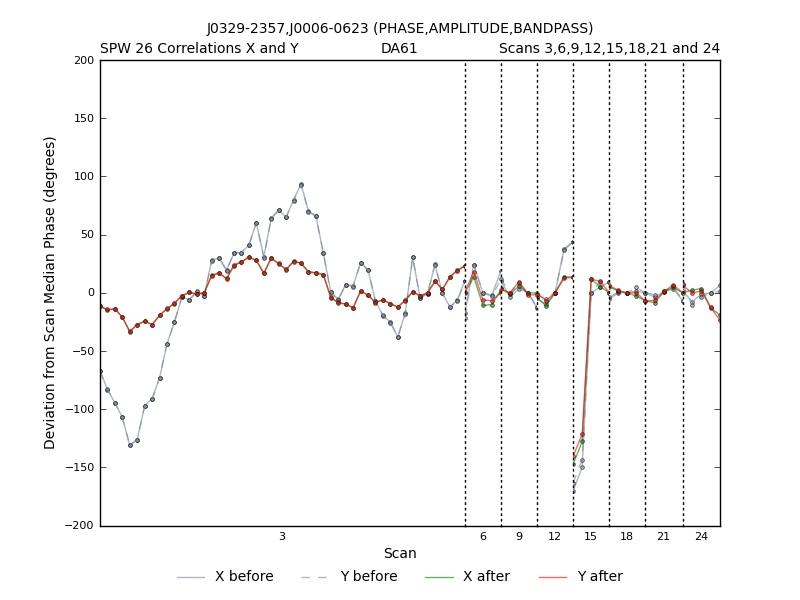 J0329-2357,J0006-0623 (PHASE,AMPLITUDE,BANDPASS)
SPW 26 Correlations X and Y DA61 Scans 3,6,9,12,15,18,21 and 24
200
150
100
50
0
−50
−100
−150
−200
Deviation from Scan Median Phase (degrees)
3 6 9 12 15 18 21 24
Scan
X before Y before X after Y after